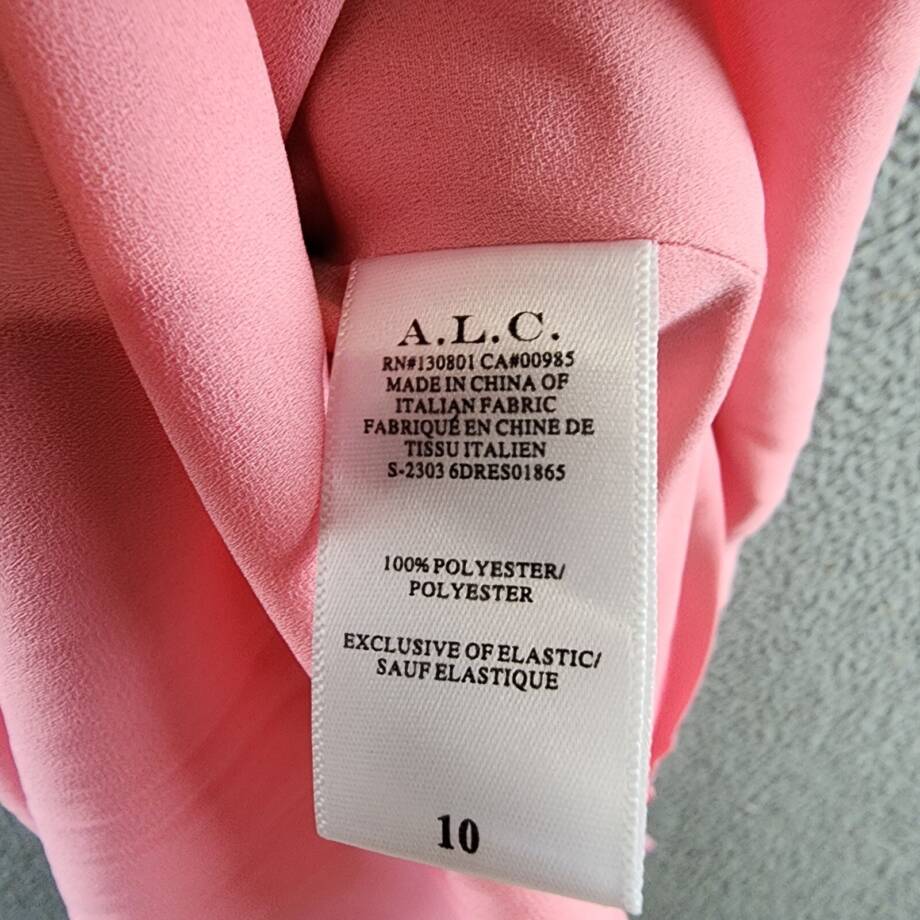 A.L.C.
RN#130801 CA#00985
MADE IN CHINA OF
ITALIAN FABRIC
FABRIQUÉ EN CHINE DE
TISSU ITALIEN
S-2303 6DRES01865
100% POLYESTER/
POLYESTER
EXCLUSIVE OF ELASTIC/
SAUF ELASTIQUE
10